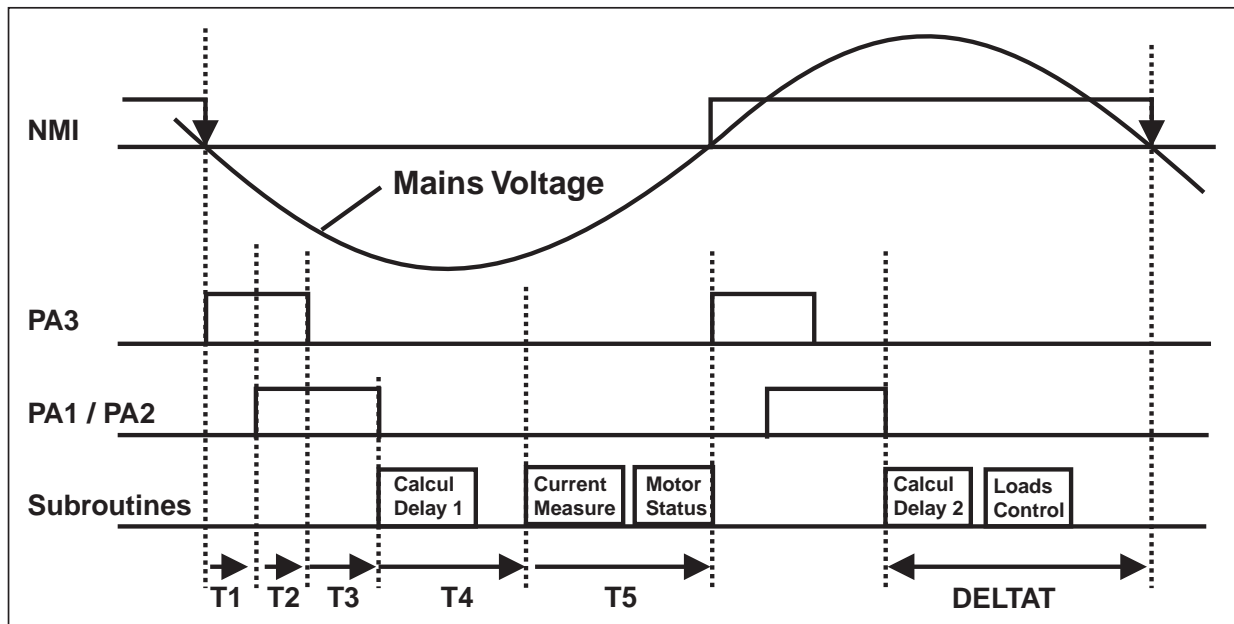 NMI
Mains Voltage
PA3
PA1 / PA2
Subroutines
Calcul
Delay 1
Current
Measure
Motor
Status
Calcul
Delay 2
Loads
Control
T1
T2
T3
T4
T5
DELTAT